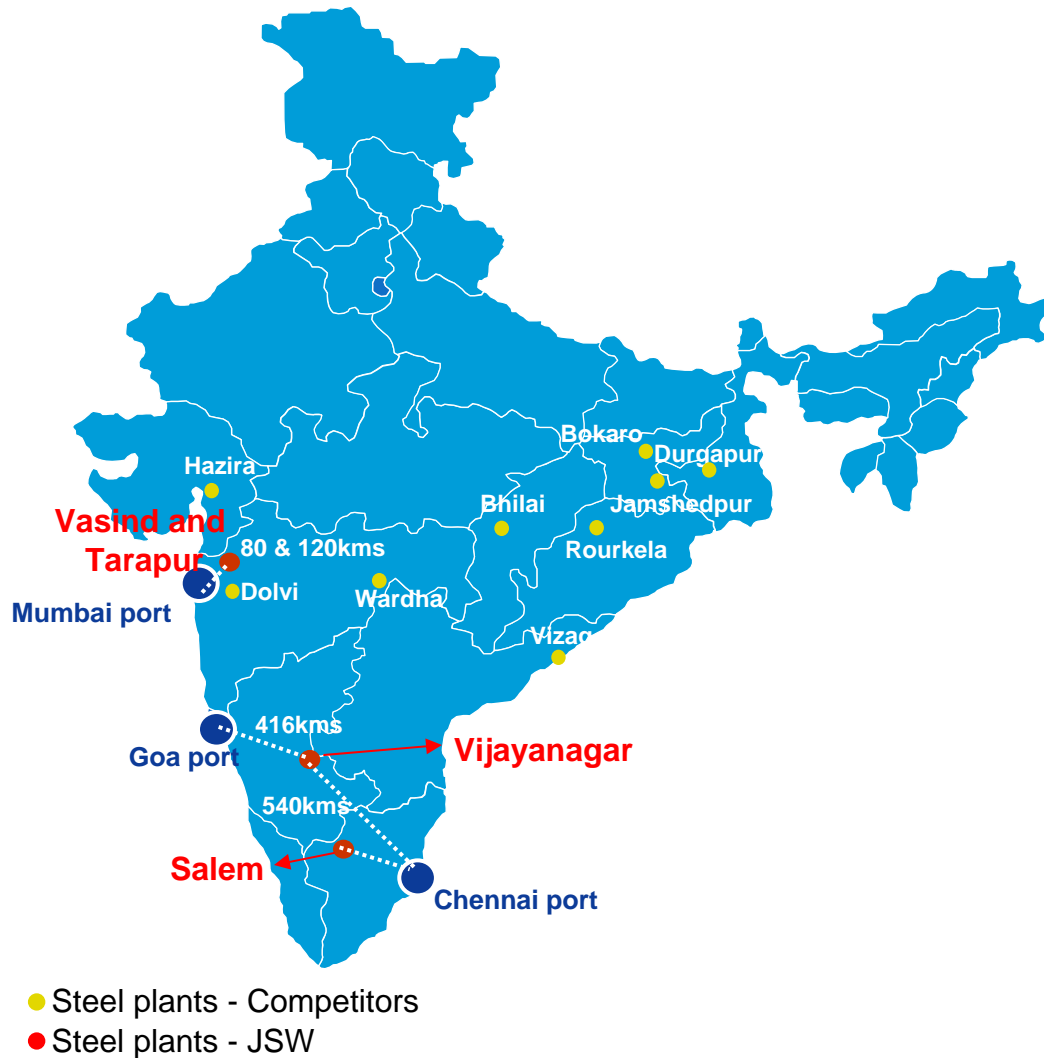 Bokaro
Durgapur
Hazira
Bhilai
Jamshedpur
Vasind and
Tarapur
80 & 120kms
Rourkela
Dolvi
Wardha
Mumbai port
Vizag
416kms
Goa port
Vijayanagar
540kms
Salem
Chennai port
Steel plants - Competitors
Steel plants - JSW